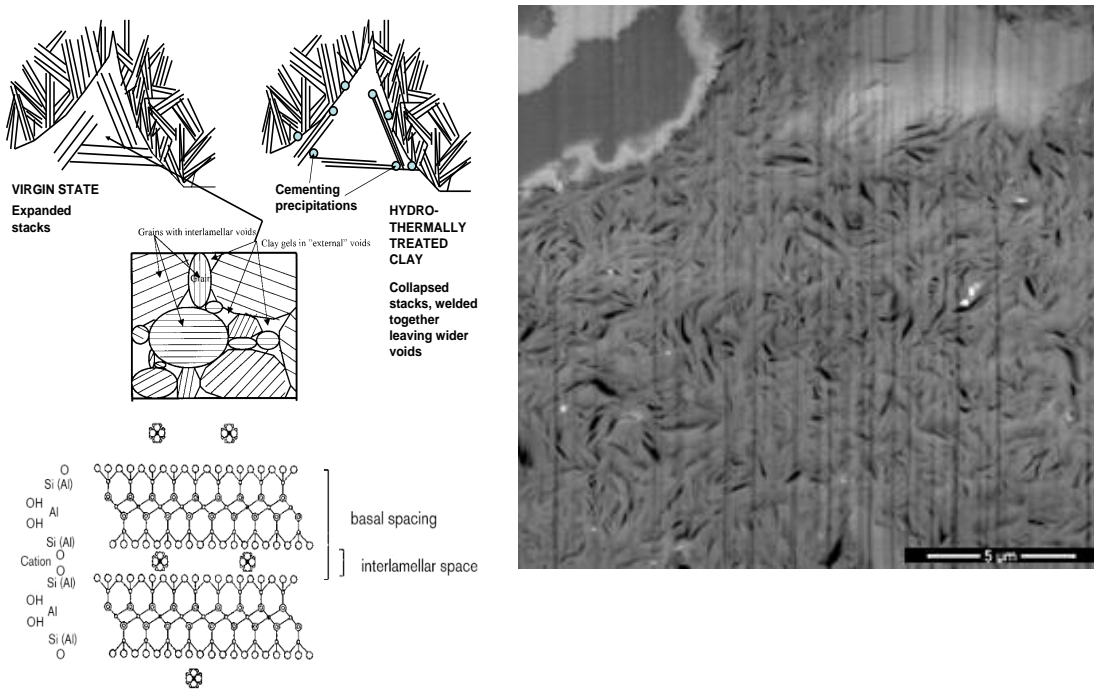 VIRGIN STATE
Expanded
stacks
Cementing
precipitations
HYDRO-
THERMALLY
TREATED
CLAY
Collapsed
stacks, welded
together
leaving wider
voids
Grains with interlamellar voids
Clay gels in "external" voids
Grain
O
Si (Al)
OH
Al
OH
Si (Al)
Cation
O
O
Si (Al)
OH
Al
OH
Si (Al)
O
basal spacing
interlamellar space
5 µm